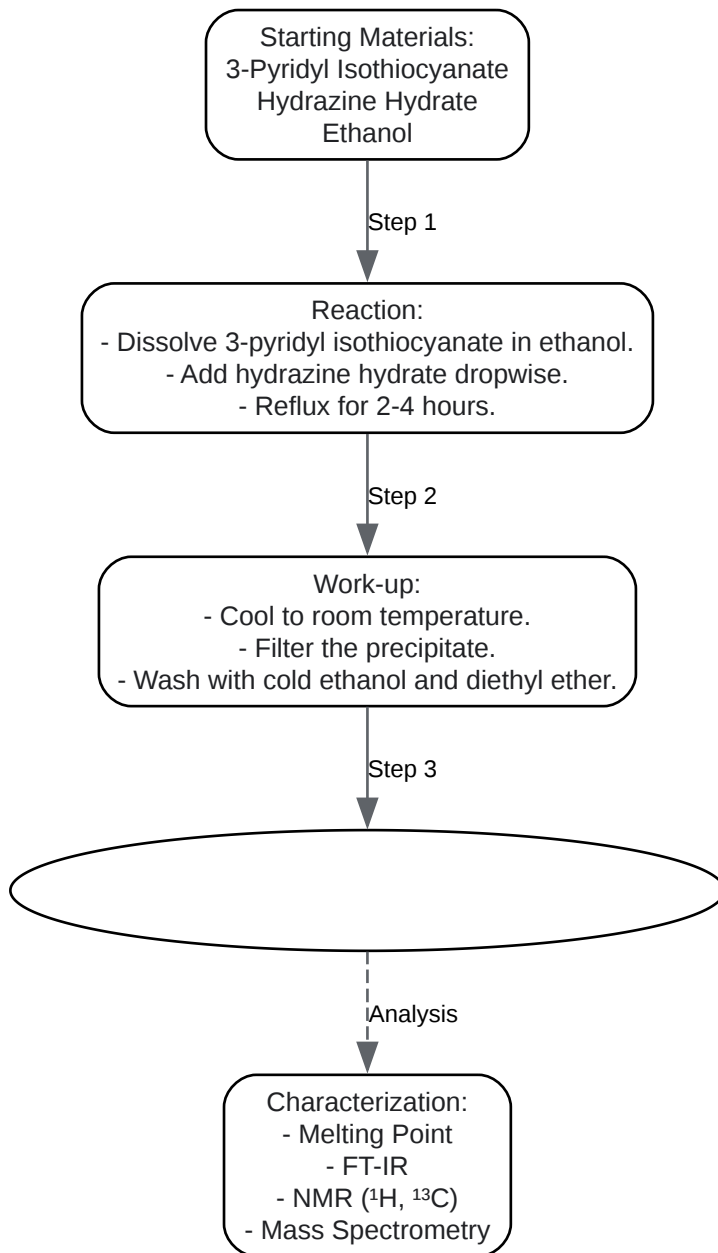 Starting Materials:
3-Pyridyl Isothiocyanate
Hydrazine Hydrate
Ethanol
Step 1
Reaction:
- Dissolve 3-pyridyl isothiocyanate in ethanol.
- Add hydrazine hydrate dropwise.
- Reflux for 2-4 hours.
Step 2
Work-up:
- Cool to room temperature.
- Filter the precipitate.
- Wash with cold ethanol and diethyl ether.
Step 3
Analysis
Characterization:
- Melting Point
- FT-IR
- NMR (¹H, ¹³C)
- Mass Spectrometry